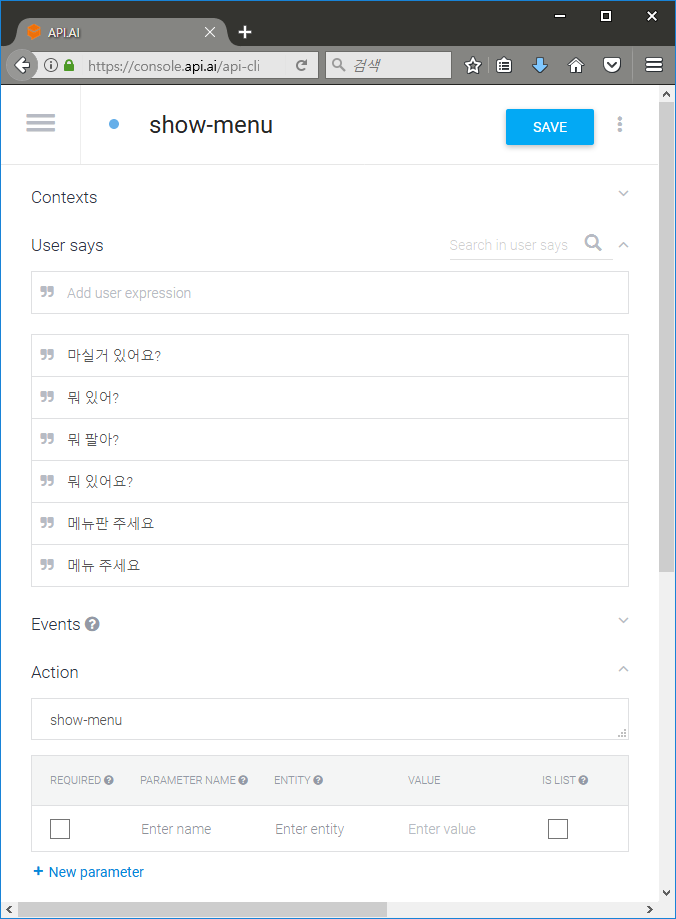 API.AI
https://console.api.ai/api-cli
검색
show-menu
SAVE
Contexts
User says
Search in user says
Add user expression
마실거 있어요?
뭐 있어?
뭐 팔아?
뭐 있어요?
메뉴판 주세요
메뉴 주세요
Events
Action
show-menu
REQUIRED PARAMETER NAME ENTITY VALUE IS LIST
Enter name Enter entity Enter value
+ New parameter